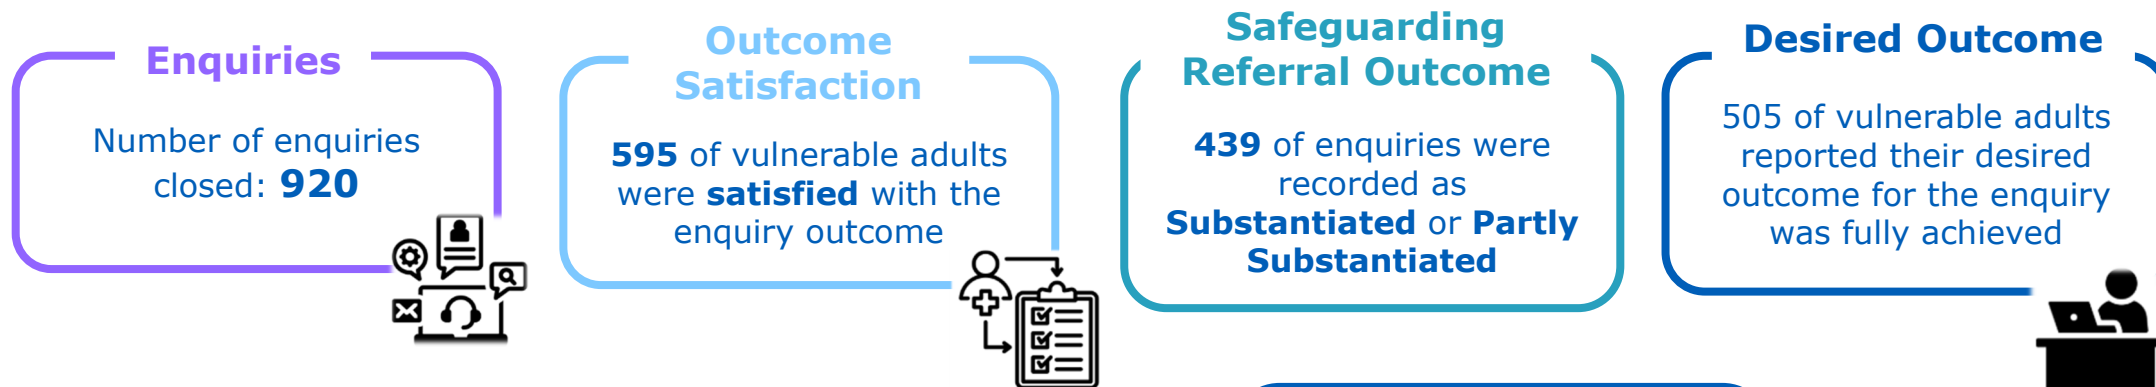 Enquiries
Number of enquiries
closed: 920
Outcome
Satisfaction
595 of vulnerable adults
were satisfied with the
enquiry outcome
Safeguarding
Referral Outcome
439 of enquiries were
recorded as
Substantiated or Partly
Substantiated
Desired Outcome
505 of vulnerable adults
reported their desired
outcome for the enquiry
was fully achieved